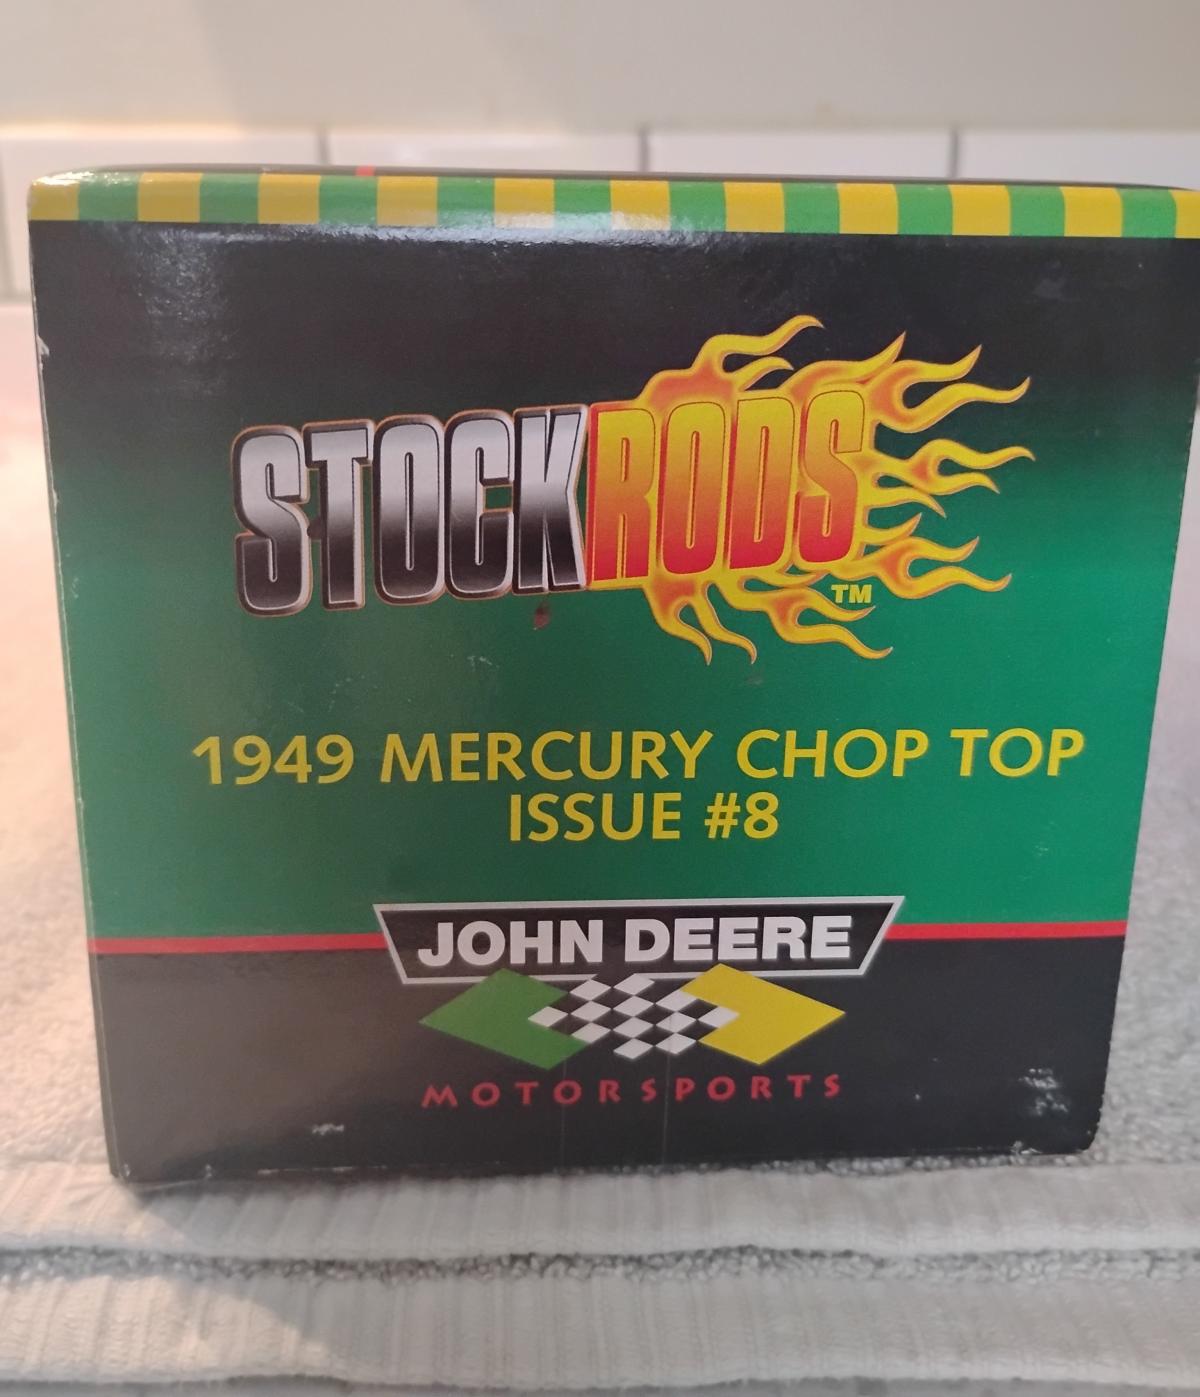 STOCKRODS
TM
1949 MERCURY CHOP TOP
ISSUE #8
JOHN DEERE
MOTORSPORTS